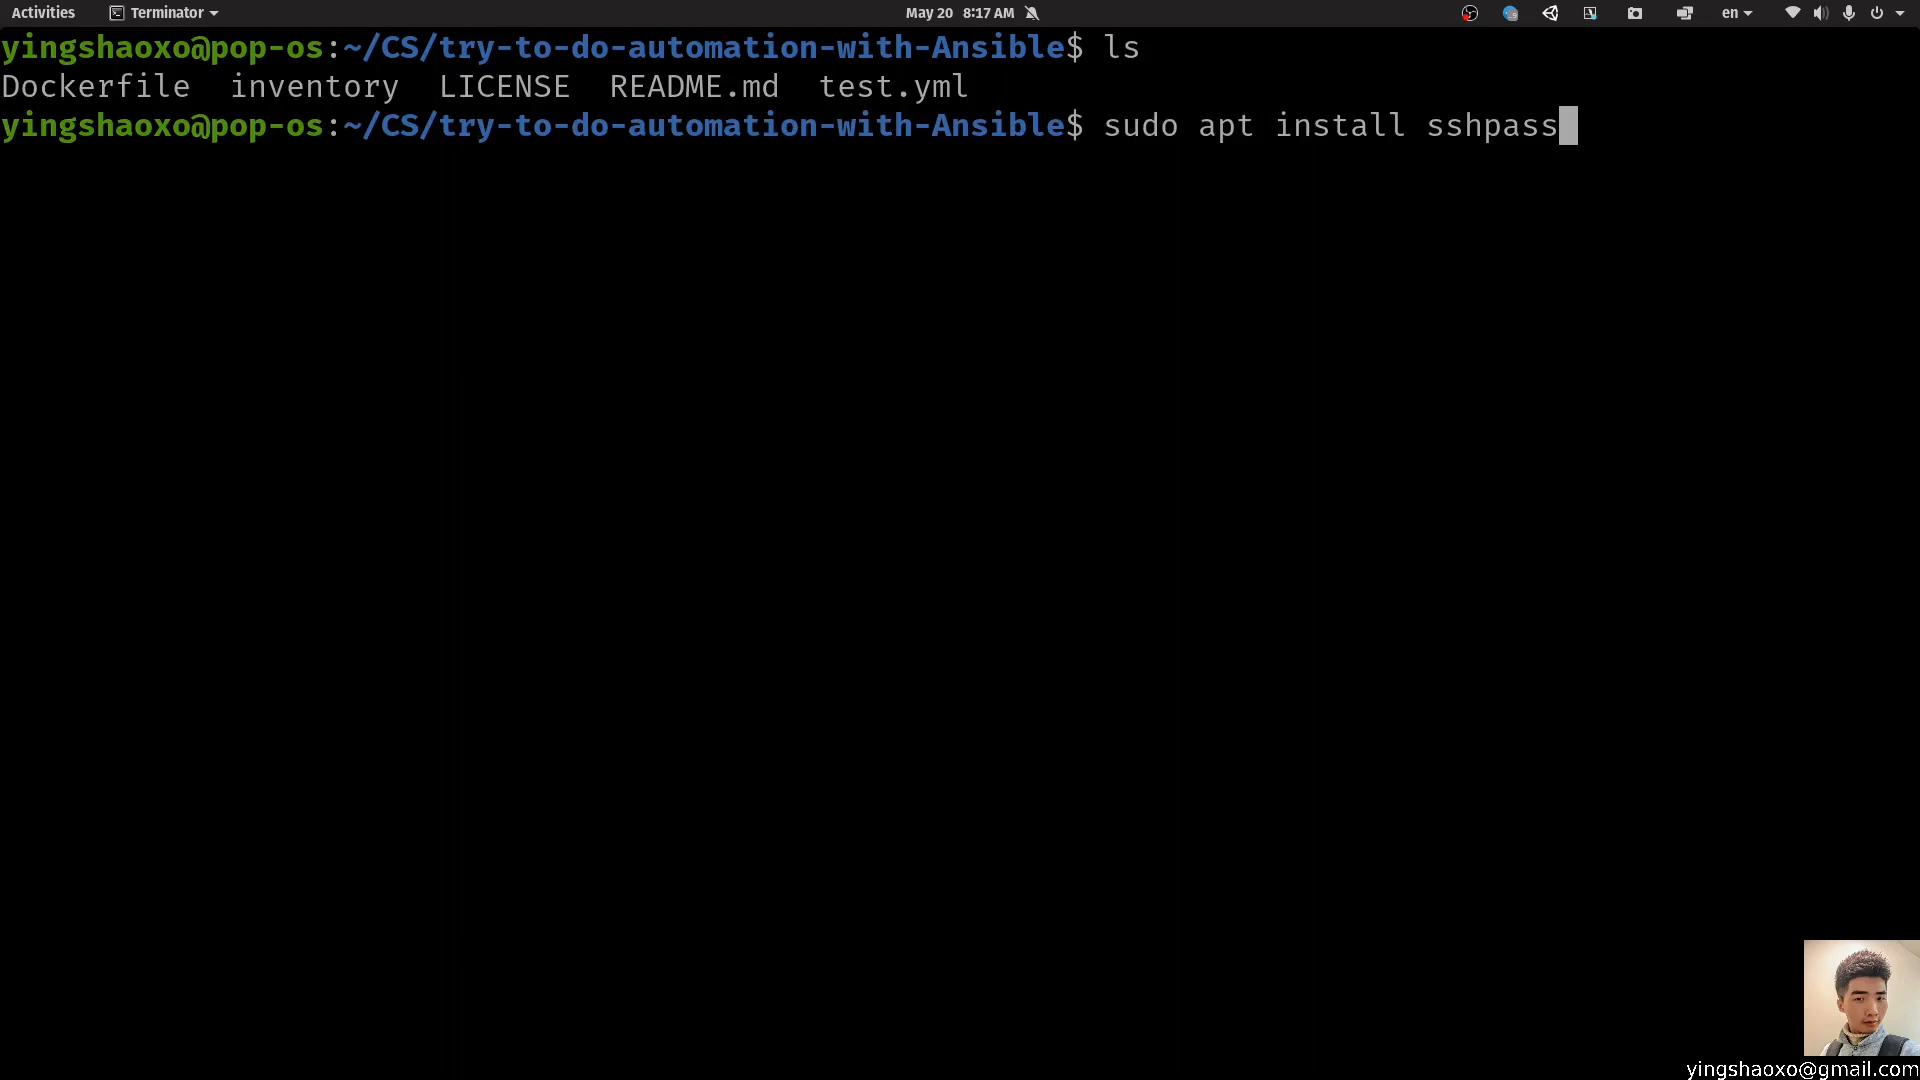 Activities Terminator May 20 8:17 AM en
yingshaoxo@pop-os:~/CS/try-to-do-automation-with-Ansible$ ls
Dockerfile inventory LICENSE README.md test.yml
yingshaoxo@pop-os:~/CS/try-to-do-automation-with-Ansible$ sudo apt install sshpass
yingshaoxo@gmail.com